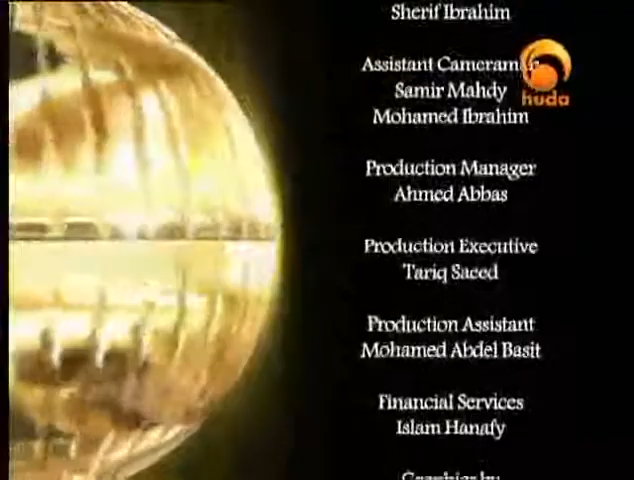 Sherif Ibrahim
Assistant Cameraman
Samir Mahdy
Mohamed Ibrahim
huda
Production Manager
Ahmed Abbas
Production Executive
Tariq Saeed
Production Assistant
Mohamed Abdel Basit
Financial Services
Islam Hanafy